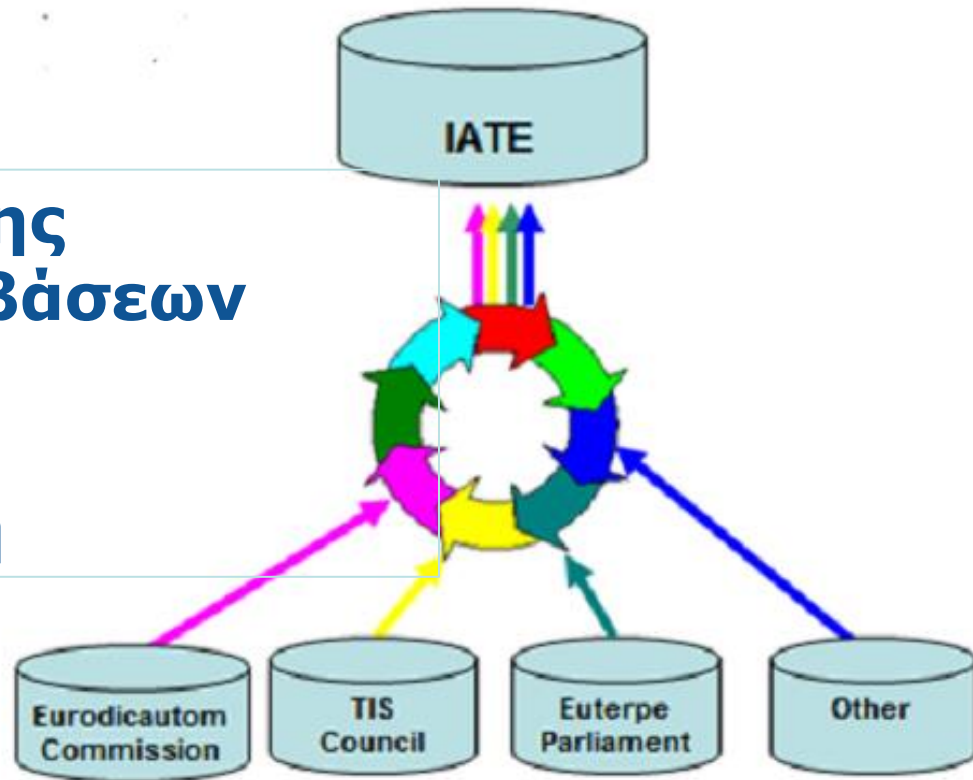 IATE
ης
βάσεων
Eurodicautom
Commission
TIS
Council
Euterpe
Parliament
Other